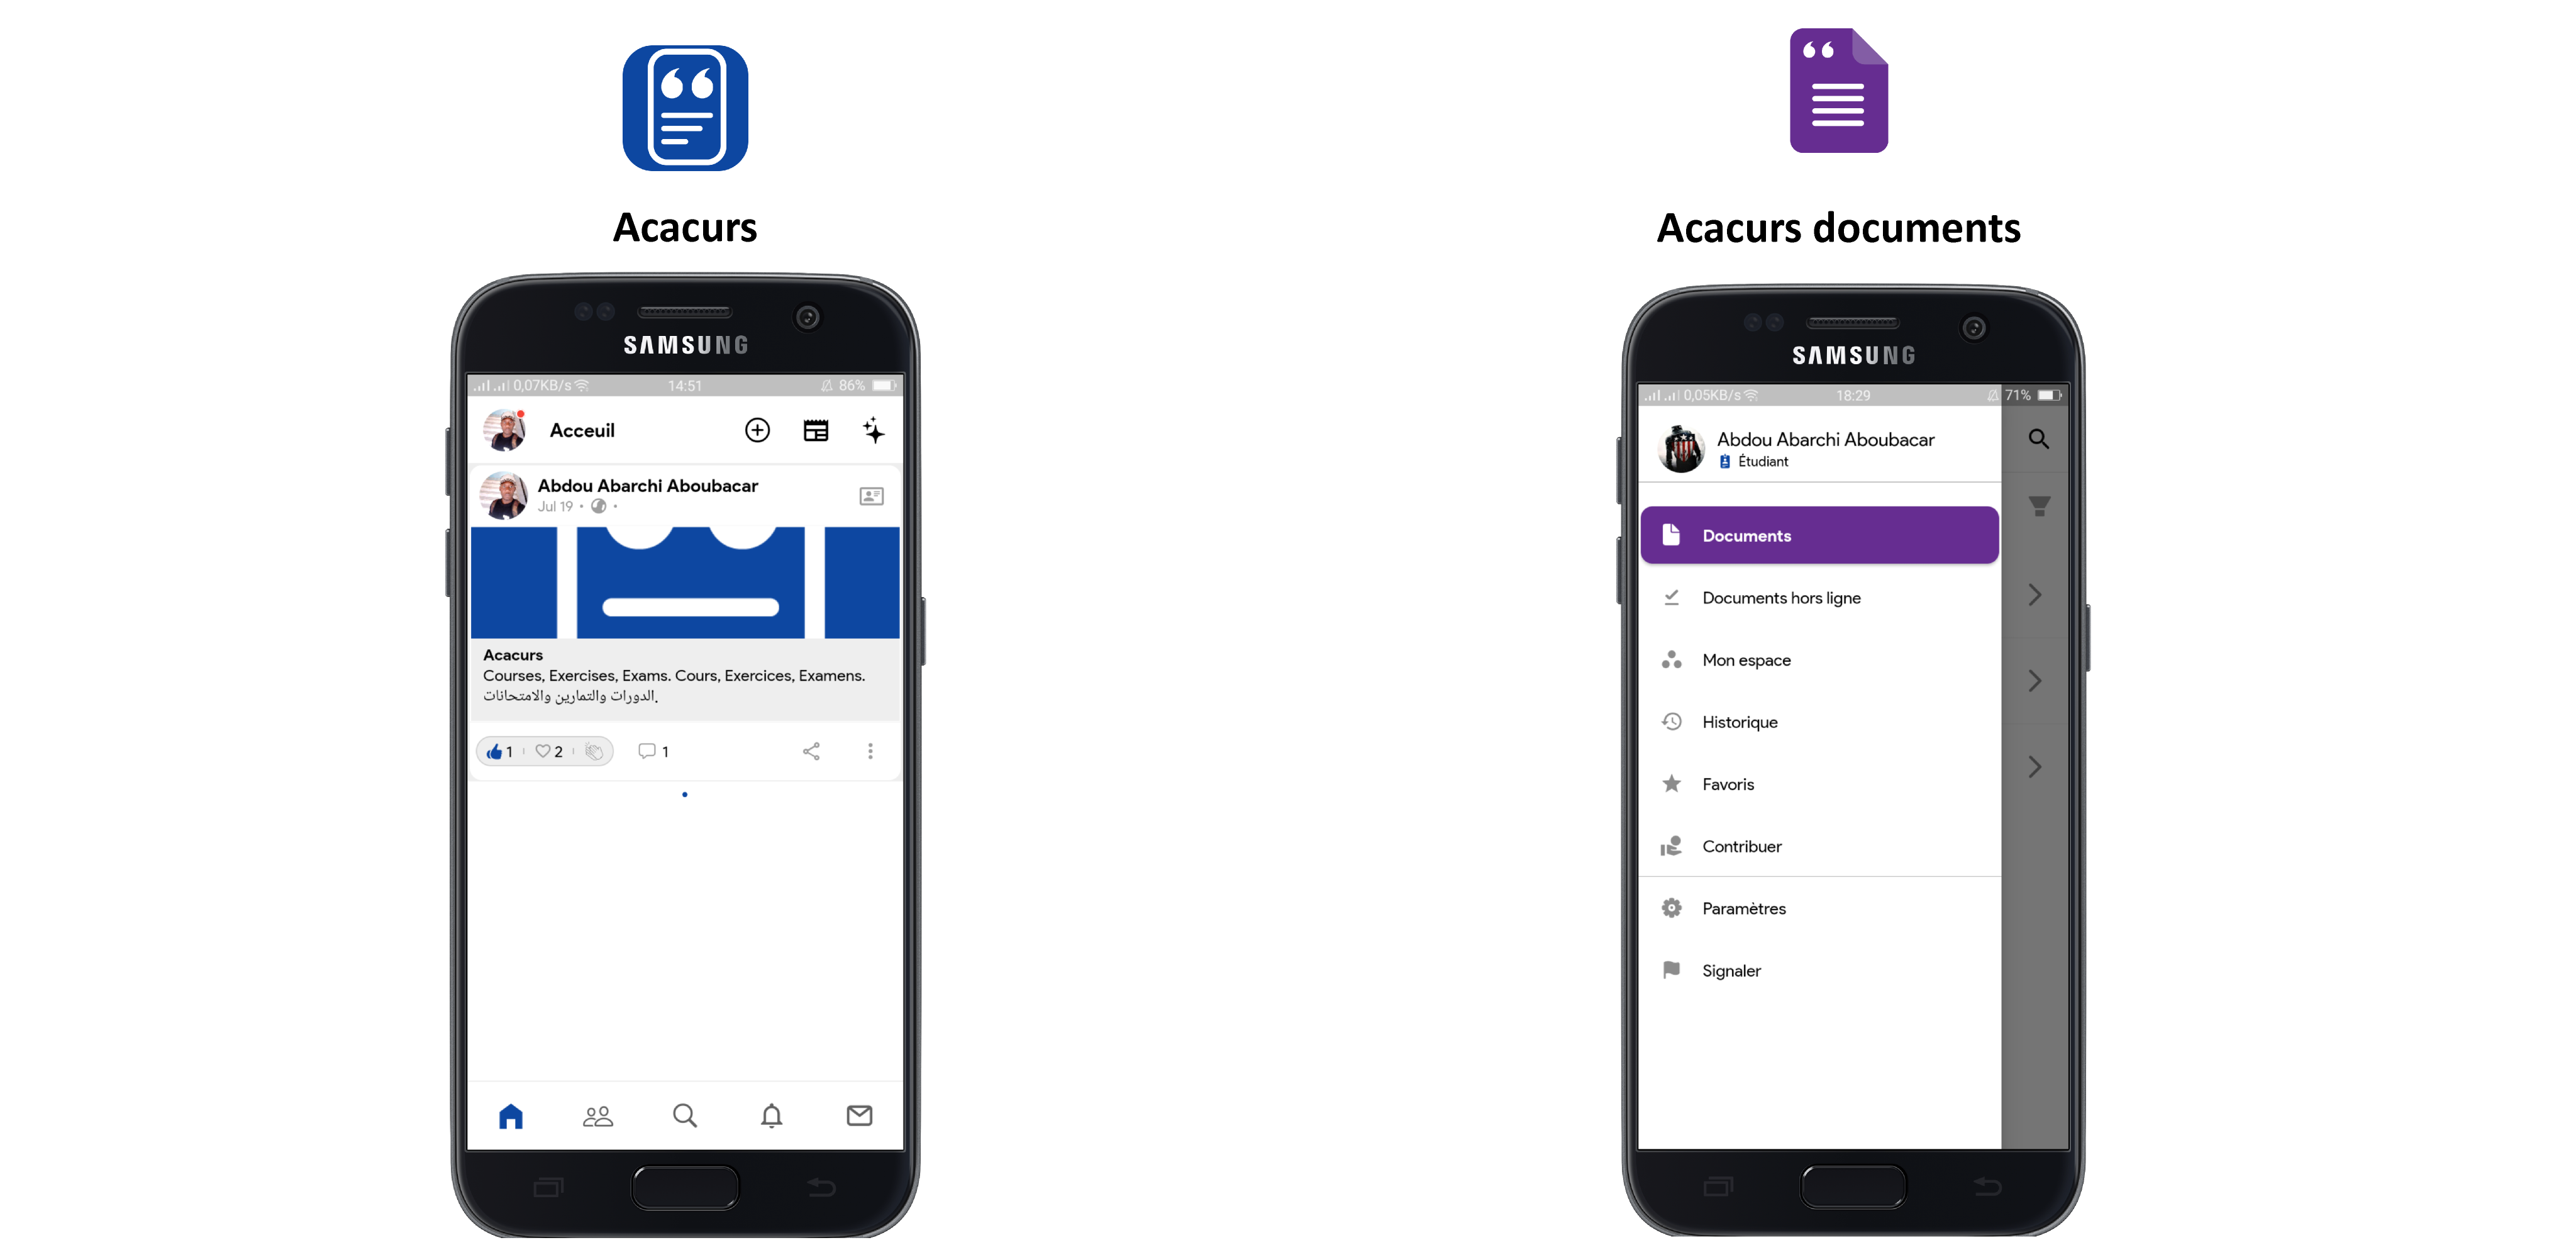 Acacurs
SAMSUNG
0,07KB/s 14:51 86%
Acceuil
Abdou Abarchi Aboubacar
Jul 19 • •
Acacurs
Courses, Exercises, Exams. Cours, Exercices, Examens.
الدورات والتمارين والامتحانات.
1 2 1
Acacurs documents
SAMSUNG
0,05KB/s 18:29 71%
Abdou Abarchi Aboubacar
Étudiant
Documents
Documents hors ligne
Mon espace
Historique
Favoris
Contribuer
Paramètres
Signaler